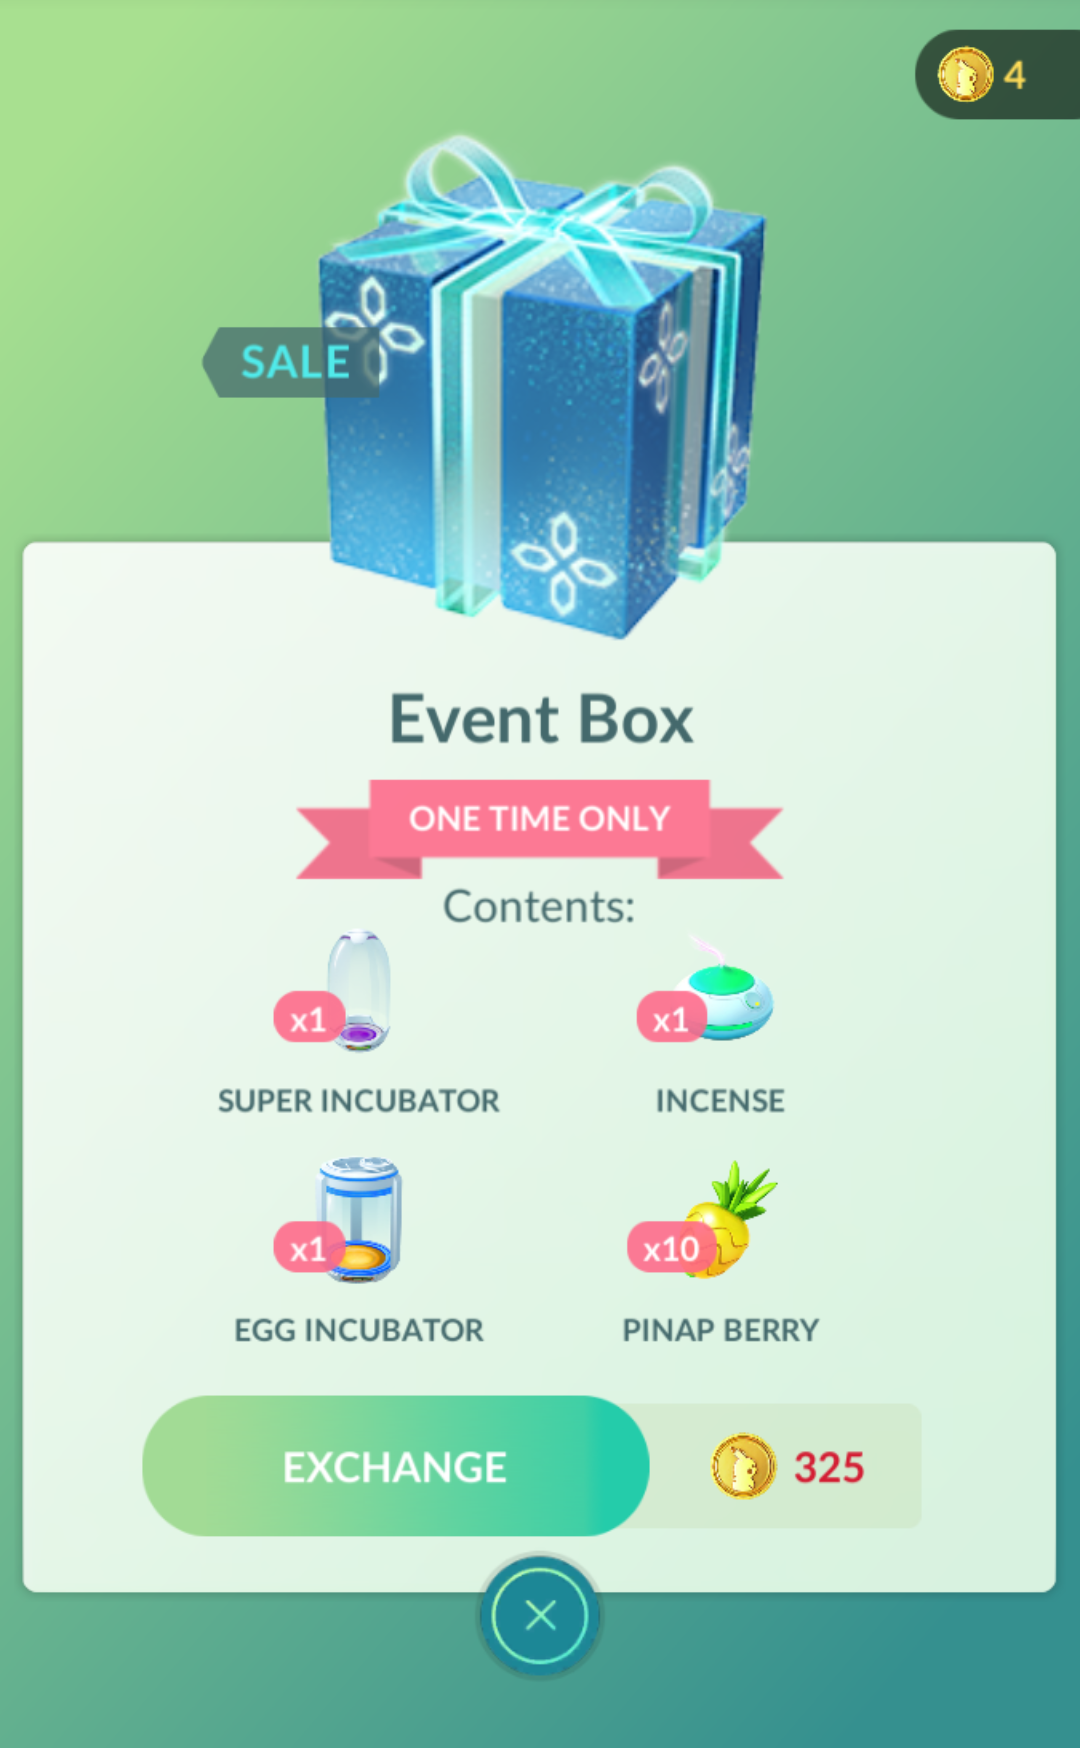 4
SALE
Event Box
ONE TIME ONLY
Contents:
x1
SUPER INCUBATOR
x1
INCENSE
x1
EGG INCUBATOR
x10
PINAP BERRY
EXCHANGE
325